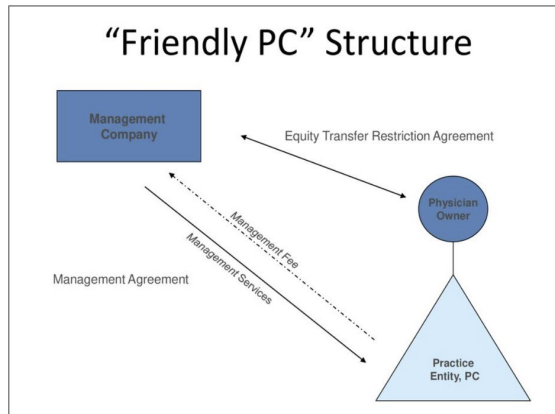 “Friendly PC” Structure
Management
Company
Equity Transfer Restriction Agreement
Physician
Owner
Management Fee
Management Services
Management Agreement
Practice
Entity, PC